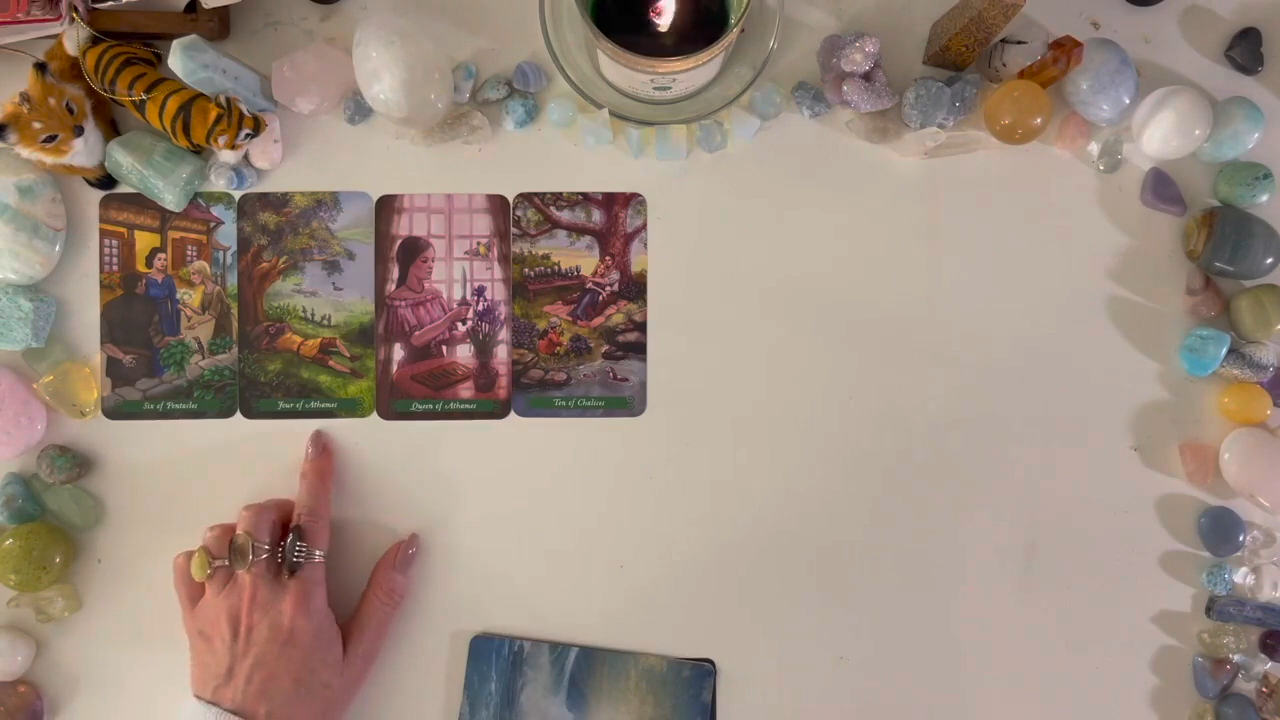 Six of Pentacles
Four of Athames
Queen of Athames
Ten of Chalices